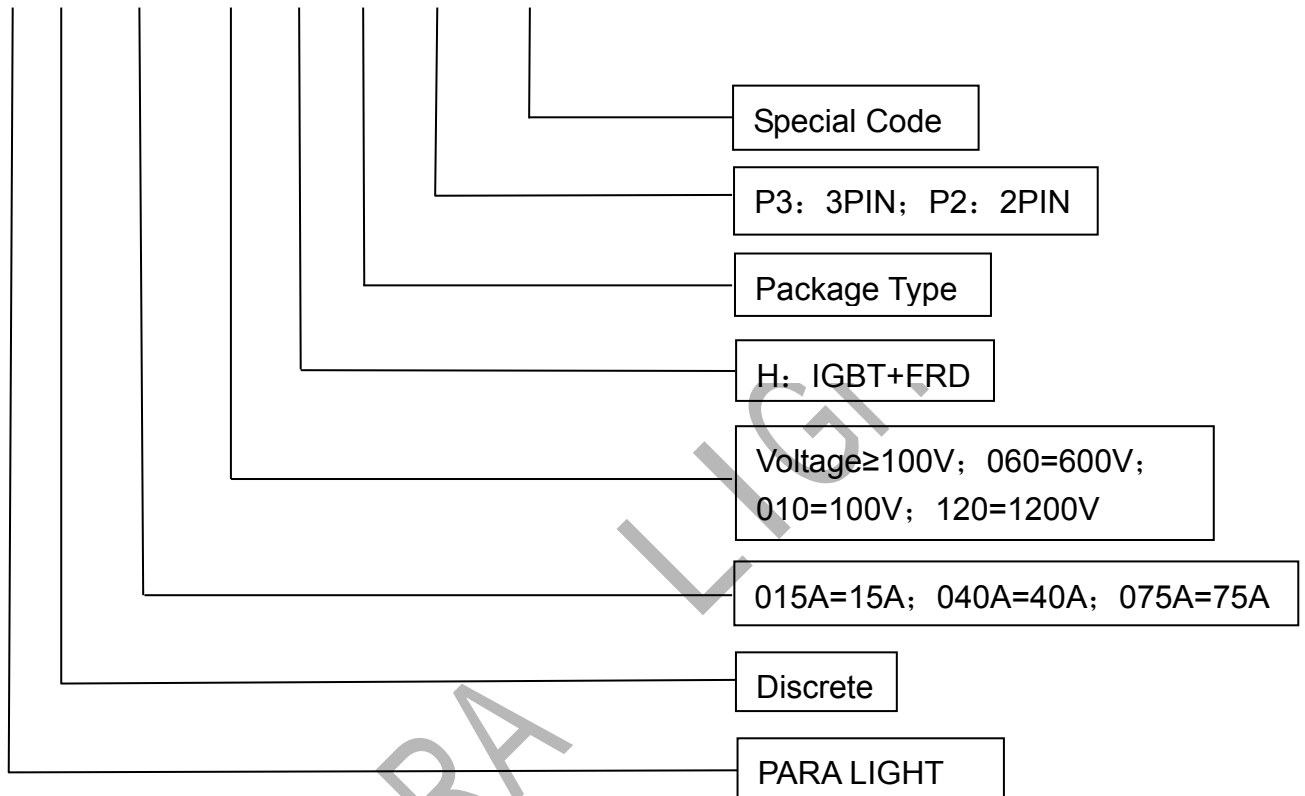 Special Code
P3：3PIN；P2：2PIN
Package Type
H：IGBT+FRD
Voltage≥100V；060=600V；
010=100V；120=1200V
015A=15A；040A=40A；075A=75A
Discrete
PARA LIGHT